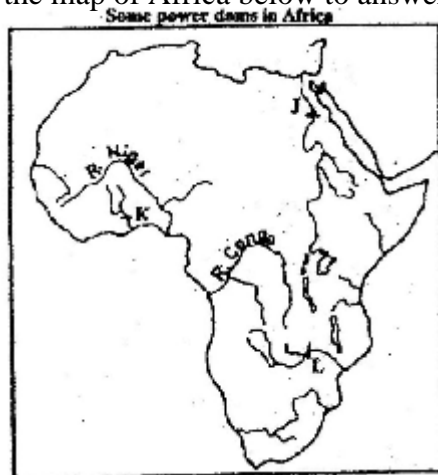 the map of Africa below to answer
Some power dams in Africa
J
R. Niger
K
R. Congo
L